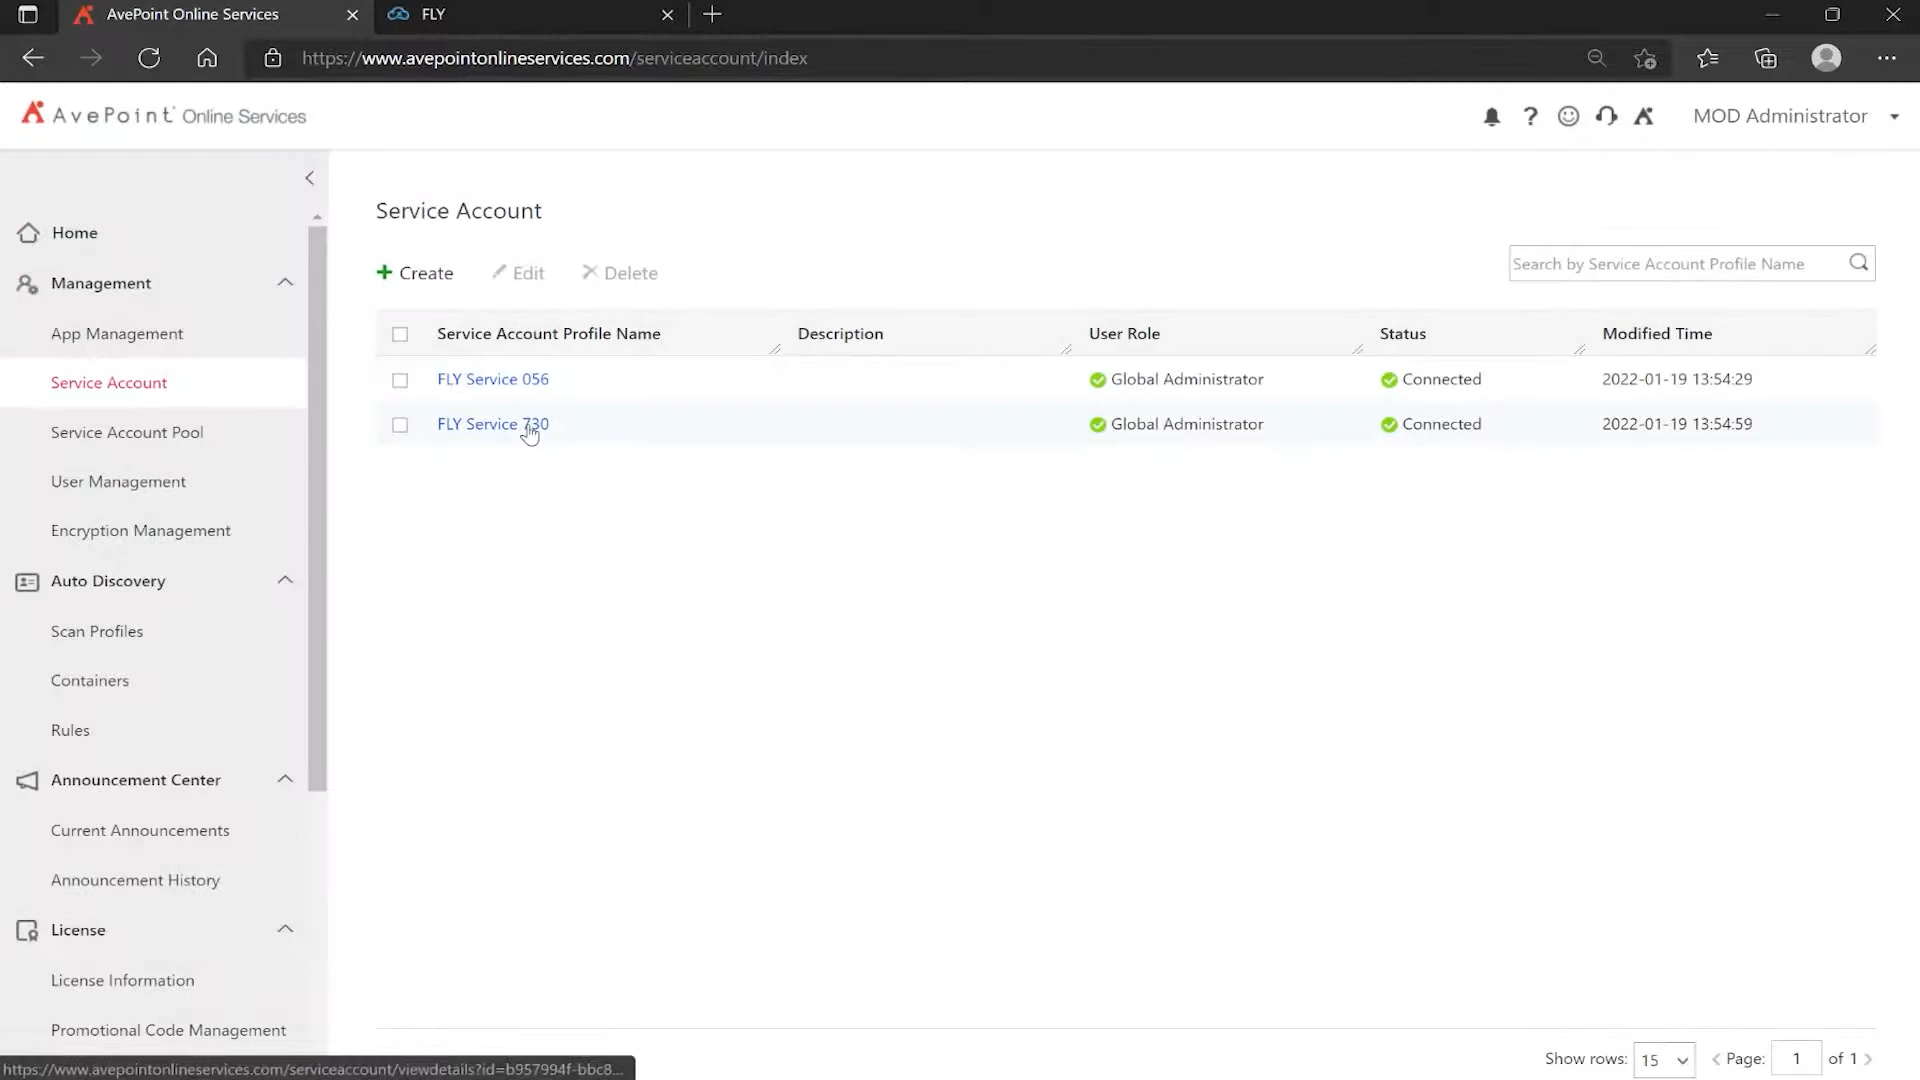 AvePoint Online Services
FLY
https://www.avepointonlineservices.com/serviceaccount/index
AvePoint Online Services
MOD Administrator
Home
Management
App Management
Service Account
Service Account Pool
User Management
Encryption Management
Auto Discovery
Scan Profiles
Containers
Rules
Announcement Center
Current Announcements
Announcement History
License
License Information
Promotional Code Management
Service Account
Create Edit Delete
Search by Service Account Profile Name
Service Account Profile Name Description User Role Status Modified Time
FLY Service 056 Global Administrator Connected 2022-01-19 13:54:29
FLY Service 730 Global Administrator Connected 2022-01-19 13:54:59
Show rows: 15 Page: 1 of 1
https://www.avepointonlineservices.com/serviceaccount/viewdetails?id=b957994f-bbc8...